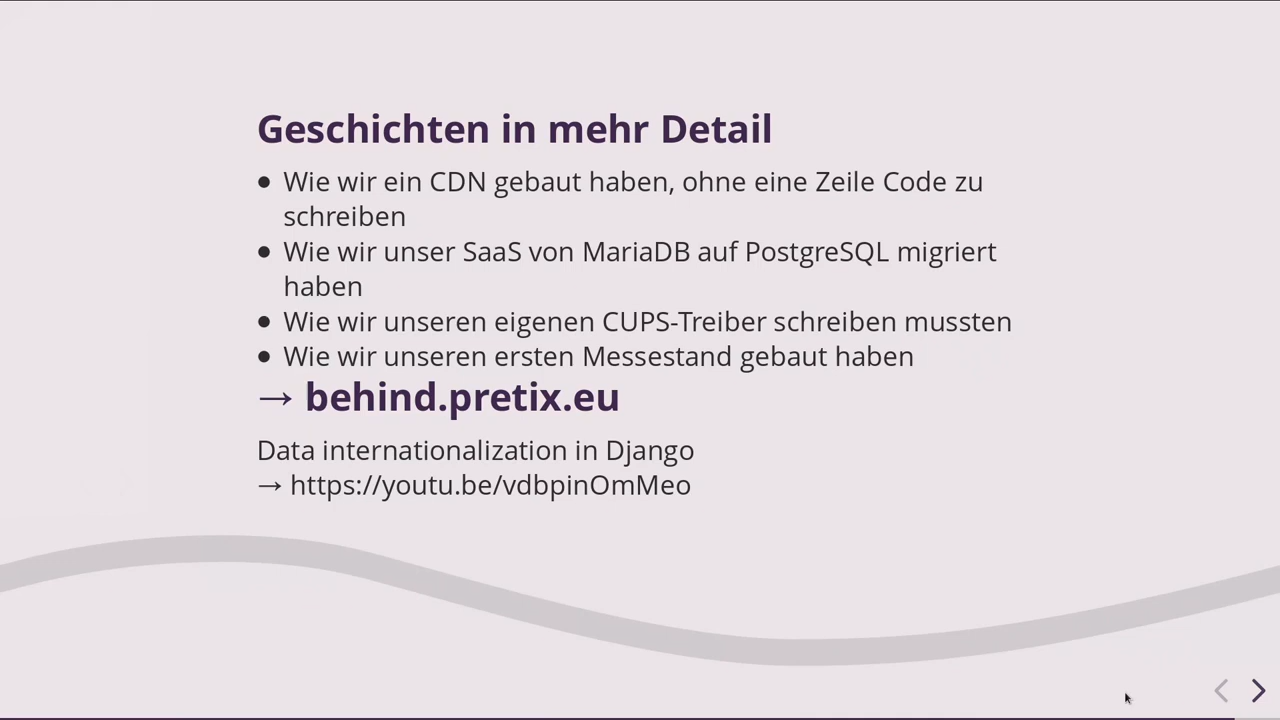 Geschichten in mehr Detail
• Wie wir ein CDN gebaut haben, ohne eine Zeile Code zu
schreiben
• Wie wir unser SaaS von MariaDB auf PostgreSQL migriert
haben
• Wie wir unseren eigenen CUPS-Treiber schreiben mussten
• Wie wir unseren ersten Messestand gebaut haben
→ behind.pretix.eu
Data internationalization in Django
→ https://youtu.be/vdbpinOmMeo